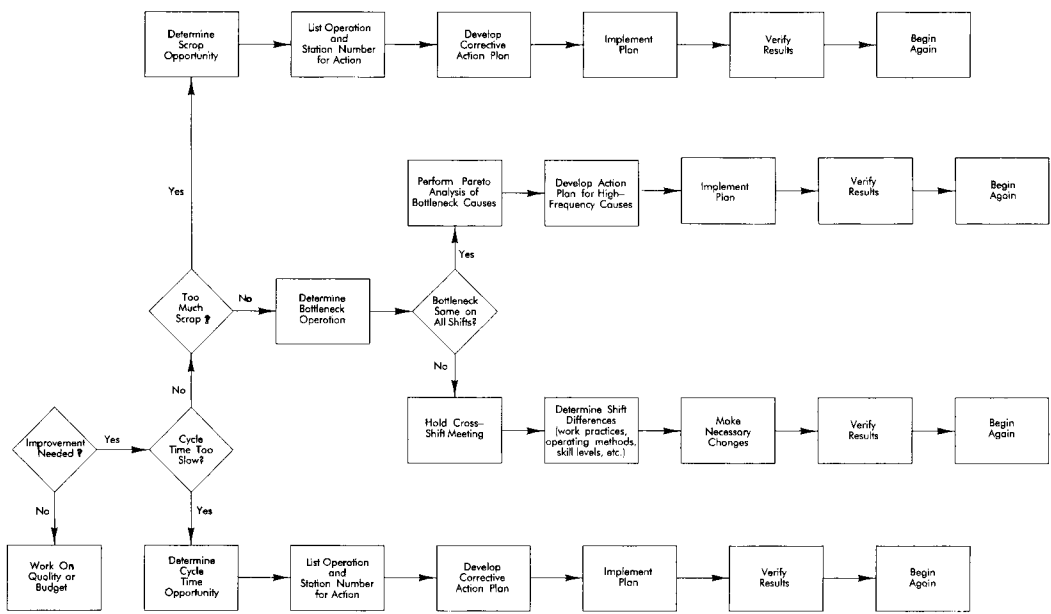 Determine
Scrap
Opportunity
List Operation
and
Station Number
for Action
Develop
Corrective
Action Plan
Implement
Plan
Verify
Results
Begin
Again
Yes
Perform Pareto
Analysis of
Bottleneck Causes
Develop Action
Plan for High–
Frequency Causes
Implement
Plan
Verify
Results
Begin
Again
Yes
Too
Much
Scrap?
No
Determine
Bottleneck
Operation
Bottleneck
Same on
All Shifts?
No
No
Hold Cross–
Shift Meeting
Determine Shift
Differences
(work practices,
operating methods,
skill levels, etc.)
Make
Necessary
Changes
Verify
Results
Begin
Again
Improvement
Needed?
Yes
Cycle
Time Too
Slow?
No
Yes
Work On
Quality or
Budget
Determine
Cycle
Time
Opportunity
List Operation
and
Station Number
for Action
Develop
Corrective
Action Plan
Implement
Plan
Verify
Results
Begin
Again